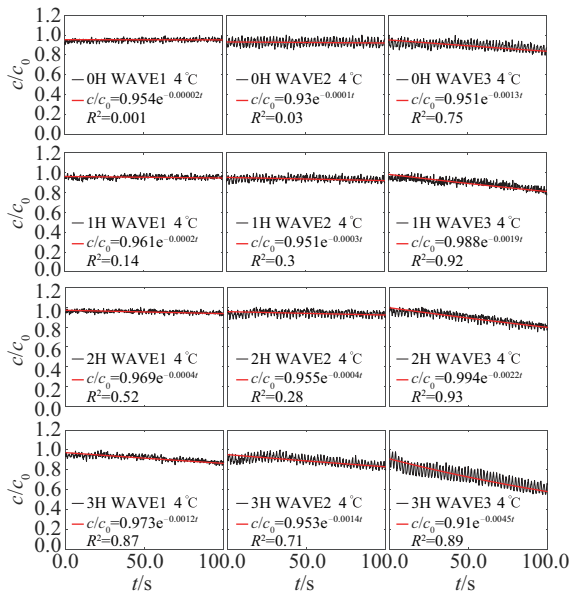 1.2
1.0
0.8
0.6
0.4
0.2
0.0
c/c₀
0H WAVE1 4℃
c/c₀=0.954e⁻⁰·⁰⁰⁰⁰²ᵗ
R²=0.001
0H WAVE2 4℃
c/c₀=0.93e⁻⁰·⁰⁰⁰¹ᵗ
R²=0.03
0H WAVE3 4℃
c/c₀=0.951e⁻⁰·⁰⁰¹³ᵗ
R²=0.75
1.2
1.0
0.8
0.6
0.4
0.2
0.0
c/c₀
1H WAVE1 4℃
c/c₀=0.961e⁻⁰·⁰⁰⁰²ᵗ
R²=0.14
1H WAVE2 4℃
c/c₀=0.951e⁻⁰·⁰⁰⁰³ᵗ
R²=0.3
1H WAVE3 4℃
c/c₀=0.988e⁻⁰·⁰⁰¹⁹ᵗ
R²=0.92
1.2
1.0
0.8
0.6
0.4
0.2
0.0
c/c₀
2H WAVE1 4℃
c/c₀=0.969e⁻⁰·⁰⁰⁰⁴ᵗ
R²=0.52
2H WAVE2 4℃
c/c₀=0.955e⁻⁰·⁰⁰⁰⁴ᵗ
R²=0.28
2H WAVE3 4℃
c/c₀=0.994e⁻⁰·⁰⁰²²ᵗ
R²=0.93
1.2
1.0
0.8
0.6
0.4
0.2
0.0
c/c₀
3H WAVE1 4℃
c/c₀=0.973e⁻⁰·⁰⁰¹²ᵗ
R²=0.87
3H WAVE2 4℃
c/c₀=0.953e⁻⁰·⁰⁰¹⁴ᵗ
R²=0.71
3H WAVE3 4℃
c/c₀=0.91e⁻⁰·⁰⁰⁴⁵ᵗ
R²=0.89
0.0 100.0 100.0 100.0
t/s t/s t/s